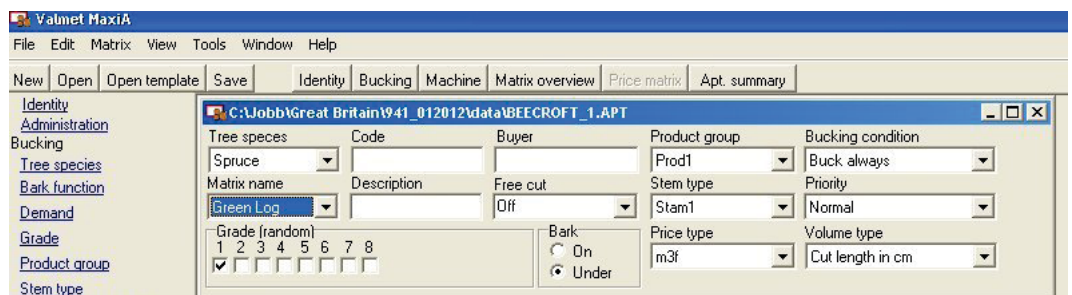 Valmet MaxiA
File Edit Matrix View Tools Window Help
New Open Open template Save Identity Bucking Machine Matrix overview Price matrix Apt. summary
Identity
Administration
Bucking
Tree species
Bark function
Demand
Grade
Product group
Stem type
C:\Jobb\Great Britain\941_012012\data\BEECROFT_1.APT
Tree speces Code Buyer Product group Bucking condition
Spruce Prod1 Buck always
Matrix name Description Free cut Stem type Priority
Green Log Off Stam1 Normal
Grade (random) Bark Price type Volume type
1 2 3 4 5 6 7 8 On m3f Cut length in cm
Under